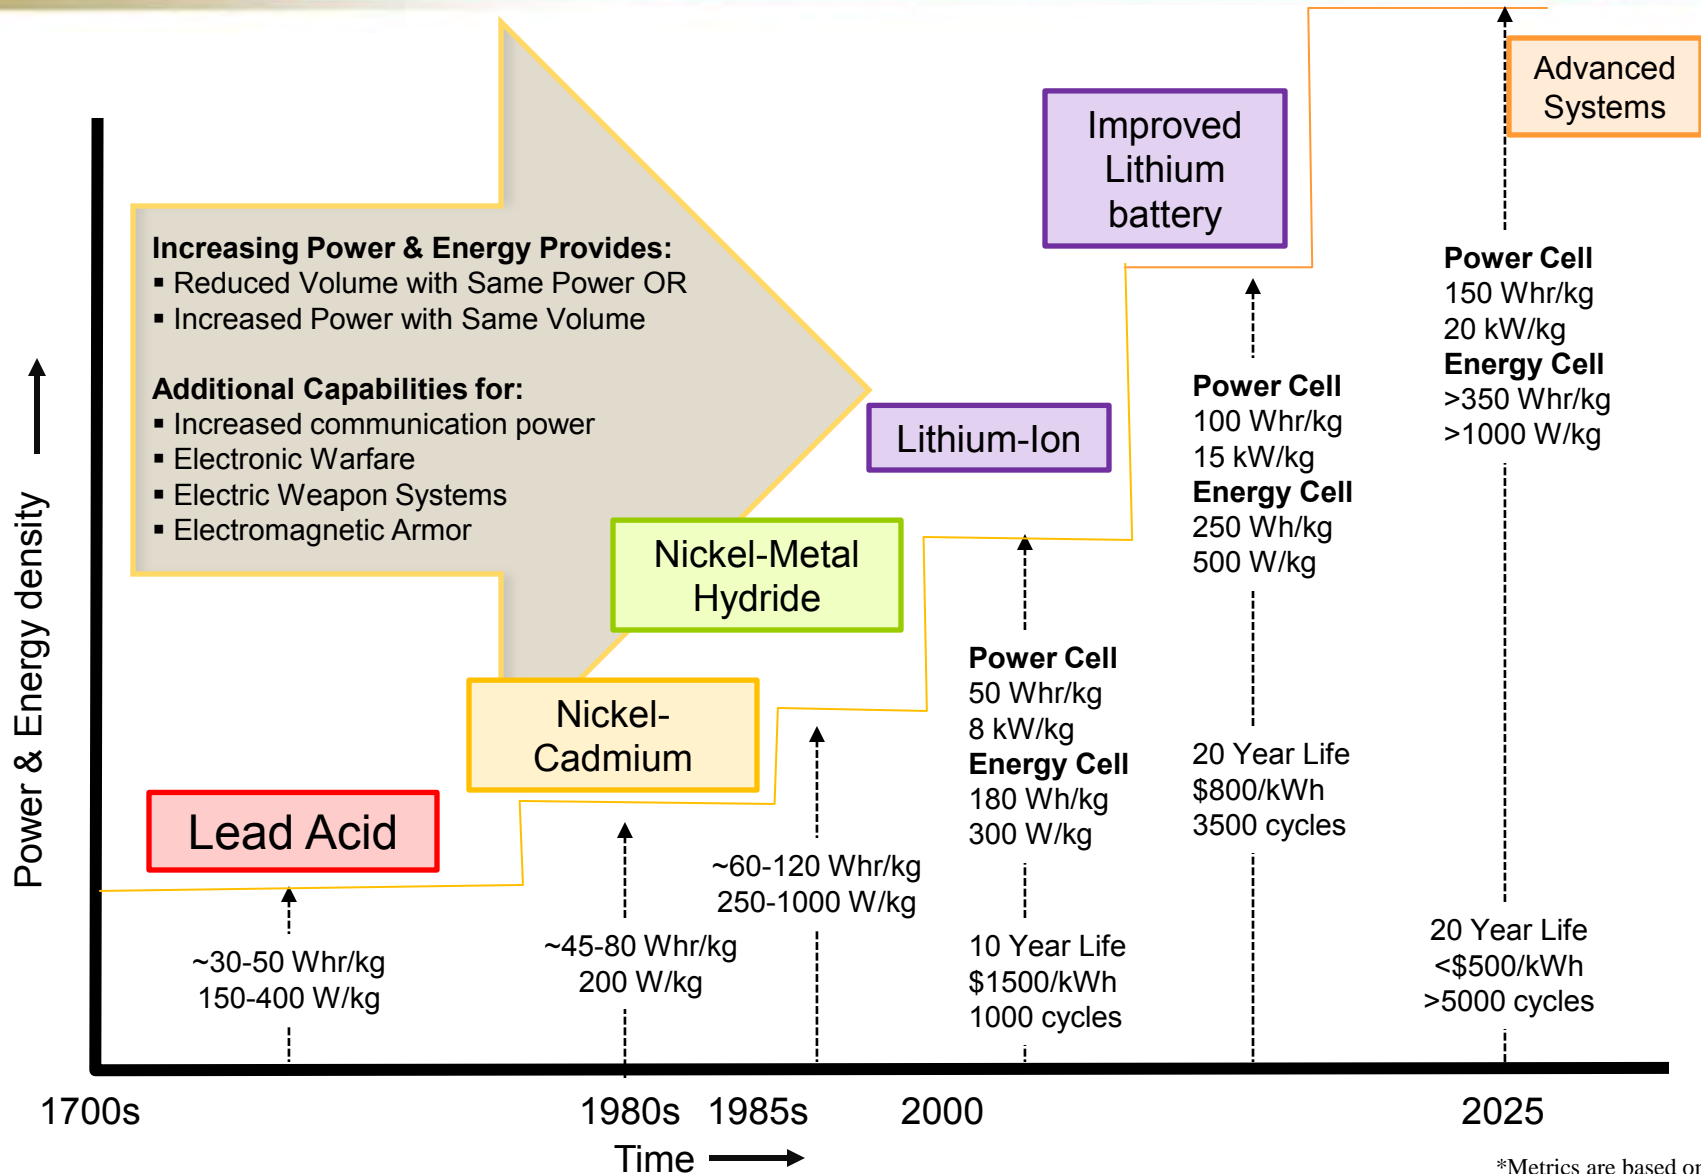 Advanced
Systems
Improved
Lithium
battery
Increasing Power & Energy Provides:
▪ Reduced Volume with Same Power OR
▪ Increased Power with Same Volume
Additional Capabilities for:
▪ Increased communication power
▪ Electronic Warfare
▪ Electric Weapon Systems
▪ Electromagnetic Armor
Power Cell
150 Whr/kg
20 kW/kg
Energy Cell
>350 Whr/kg
>1000 W/kg
Power Cell
100 Whr/kg
15 kW/kg
Energy Cell
250 Wh/kg
500 W/kg
Lithium-Ion
Nickel-Metal
Hydride
Nickel-
Cadmium
Lead Acid
Power Cell
50 Whr/kg
8 kW/kg
Energy Cell
180 Wh/kg
300 W/kg
20 Year Life
$800/kWh
3500 cycles
~60-120 Whr/kg
250-1000 W/kg
~45-80 Whr/kg
200 W/kg
~30-50 Whr/kg
150-400 W/kg
10 Year Life
$1500/kWh
1000 cycles
20 Year Life
<$500/kWh
>5000 cycles
Power & Energy density
1700s
1980s
1985s
2000
2025
Time
*Metrics are based on